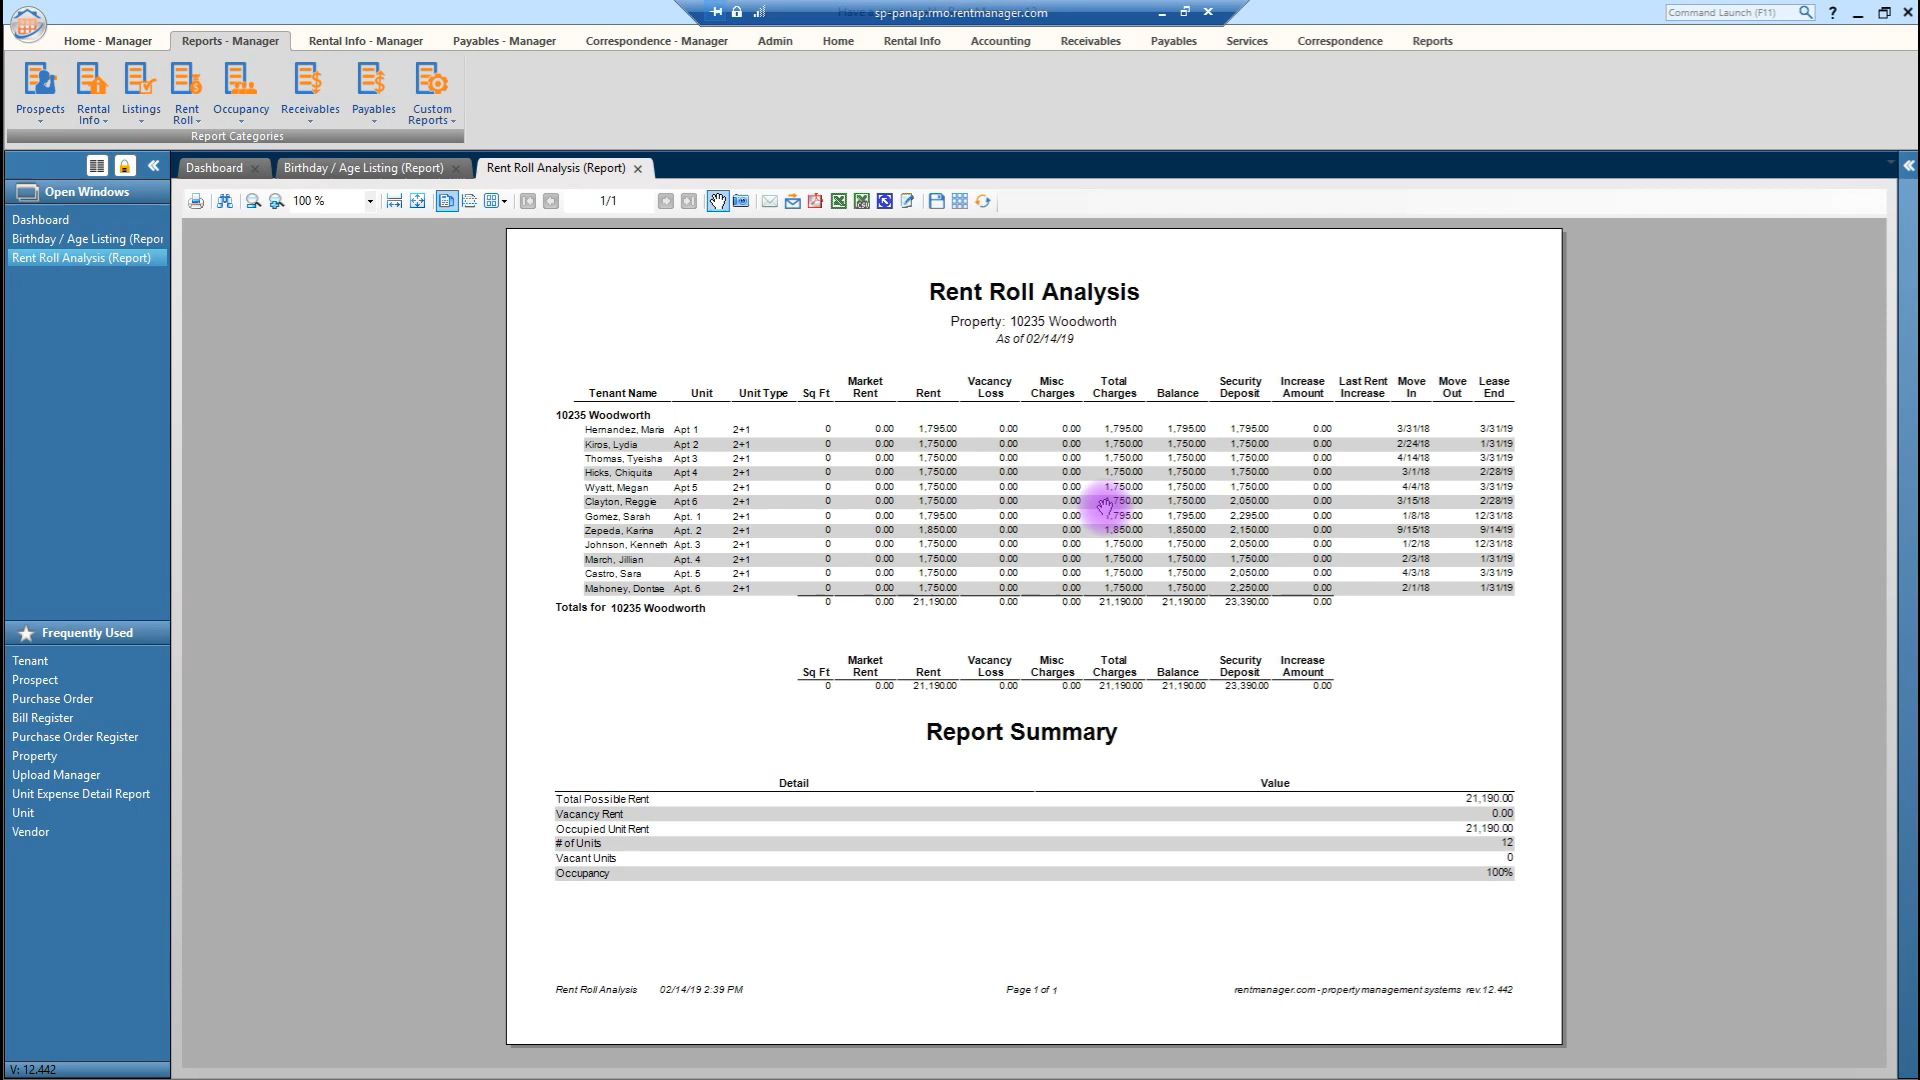 sp-panap.rmo.rentmanager.com
Command Launch (F11)
?
Home - Manager Reports - Manager Rental Info - Manager Payables - Manager Correspondence - Manager Admin Home Rental Info Accounting Receivables Payables Services Correspondence Reports
Prospects Rental Info Listings Rent Roll Occupancy Receivables Payables Custom Reports
Report Categories
Dashboard Birthday / Age Listing (Report) Rent Roll Analysis (Report)
Open Windows
Dashboard
Birthday / Age Listing (Repor
Rent Roll Analysis (Report)
100 % 1/1
Frequently Used
Tenant
Prospect
Purchase Order
Bill Register
Purchase Order Register
Property
Upload Manager
Unit Expense Detail Report
Unit
Vendor
V: 12.442
Rent Roll Analysis
Property: 10235 Woodworth
As of 02/14/19
Tenant Name Unit Unit Type Sq Ft Market Rent Rent Vacancy Loss Misc Charges Total Charges Balance Security Deposit Increase Amount Last Rent Increase Move In Move Out Lease End
10235 Woodworth
Hernandez, Maria Apt 1 2+1 0 0.00 1,795.00 0.00 0.00 1,795.00 1,795.00 1,795.00 0.00 3/31/18 3/31/19
Kiros, Lydia Apt 2 2+1 0 0.00 1,750.00 0.00 0.00 1,750.00 1,750.00 1,750.00 0.00 2/24/18 1/31/19
Thomas, Tyeisha Apt 3 2+1 0 0.00 1,750.00 0.00 0.00 1,750.00 1,750.00 1,750.00 0.00 4/14/18 3/31/19
Hicks, Chiquita Apt 4 2+1 0 0.00 1,750.00 0.00 0.00 1,750.00 1,750.00 1,750.00 0.00 3/1/18 2/28/19
Wyatt, Megan Apt 5 2+1 0 0.00 1,750.00 0.00 0.00 1,750.00 1,750.00 1,750.00 0.00 4/4/18 3/31/19
Clayton, Reggie Apt 6 2+1 0 0.00 1,750.00 0.00 0.00 1,750.00 1,750.00 2,050.00 0.00 3/15/18 2/28/19
Gomez, Sarah Apt. 1 2+1 0 0.00 1,795.00 0.00 0.00 1,795.00 1,795.00 2,295.00 0.00 1/8/18 12/31/18
Zepeda, Karina Apt. 2 2+1 0 0.00 1,850.00 0.00 0.00 1,850.00 1,850.00 2,150.00 0.00 9/15/18 9/14/19
Johnson, Kenneth Apt. 3 2+1 0 0.00 1,750.00 0.00 0.00 1,750.00 1,750.00 2,050.00 0.00 1/2/18 12/31/18
March, Jillian Apt. 4 2+1 0 0.00 1,750.00 0.00 0.00 1,750.00 1,750.00 1,750.00 0.00 2/3/18 1/31/19
Castro, Sara Apt. 5 2+1 0 0.00 1,750.00 0.00 0.00 1,750.00 1,750.00 2,050.00 0.00 4/3/18 3/31/19
Mahoney, Dontae Apt. 6 2+1 0 0.00 1,750.00 0.00 0.00 1,750.00 1,750.00 2,250.00 0.00 2/1/18 1/31/19
Totals for 10235 Woodworth 0 0.00 21,190.00 0.00 0.00 21,190.00 21,190.00 23,390.00 0.00
Sq Ft Market Rent Rent Vacancy Loss Misc Charges Total Charges Balance Security Deposit Increase Amount
0 0.00 21,190.00 0.00 0.00 21,190.00 21,190.00 23,390.00 0.00
Report Summary
Detail Value
Total Possible Rent 21,190.00
Vacancy Rent 0.00
Occupied Unit Rent 21,190.00
# of Units 12
Vacant Units 0
Occupancy 100%
Rent Roll Analysis 02/14/19 2:39 PM Page 1 of 1 rentmanager.com - property management systems rev.12.442